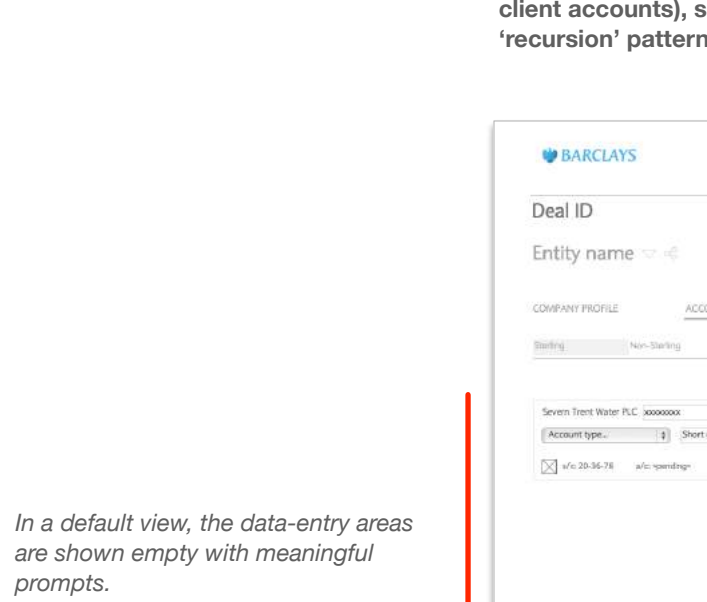 client accounts), s
‘recursion’ pattern
BARCLAYS
Deal ID
Entity name
COMPANY PROFILE ACCO
Sterling Non-Sterling
Severn Trent Water PLC xxxxxxxx
Account type... Short
s/c: 20-36-78 a/c: <pending>
In a default view, the data-entry areas
are shown empty with meaningful
prompts.